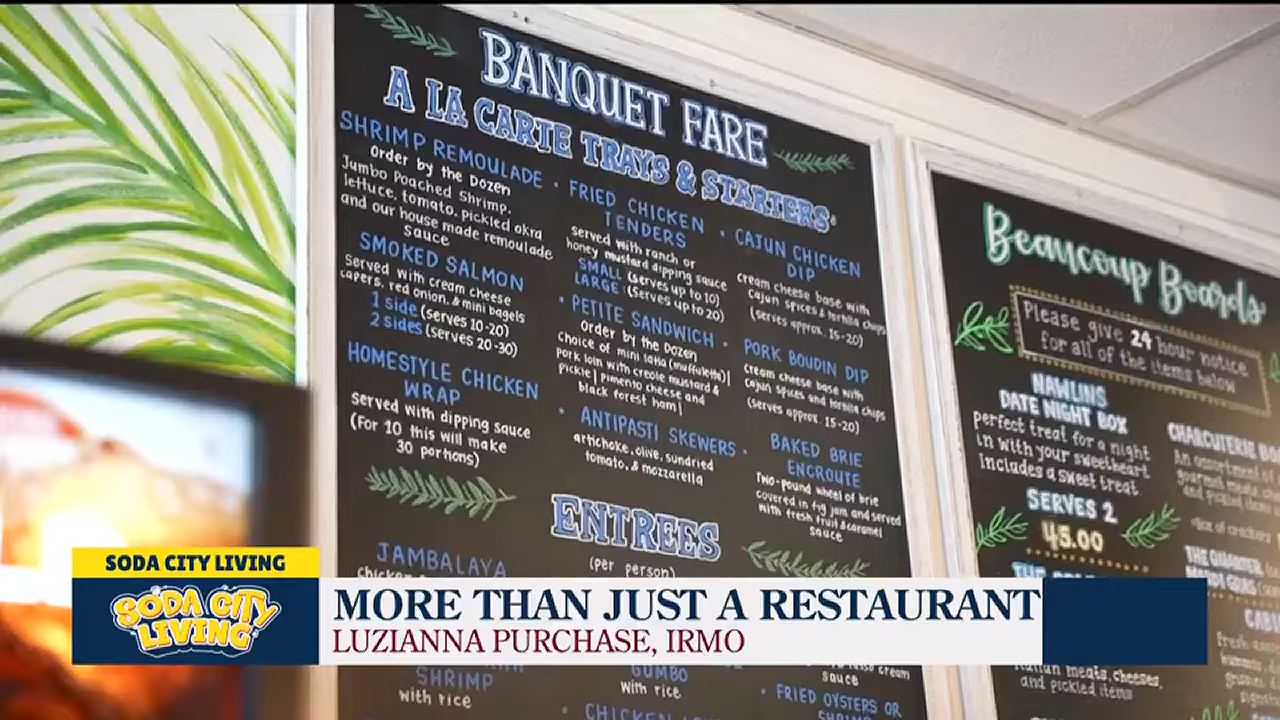 BANQUET FARE
A LA CARTE TRAYS & STARTERS
SHRIMP REMOULADE
Order by the Dozen
Jumbo Poached Shrimp,
lettuce, tomato, pickled okra
and our house made remoulade
sauce
SMOKED SALMON
Served with cream cheese
capers, red onion, & mini bagels
1 side (serves 10-20)
2 sides (serves 20-30)
HOMESTYLE CHICKEN
WRAP
Served with dipping sauce
(For 10 this will make
30 portions)
• FRIED CHICKEN
TENDERS
served with ranch or
honey mustard dipping sauce
SMALL (serves up to 10)
LARGE (Serves up to 20)
• PETITE SANDWICH •
Order by the Dozen
Choice of mini
pork loin with creole mustard &
pickle| pimento cheese and
black forest ham|
• ANTIPASTI SKEWERS •
artichoke, olive, sundried
tomato, & mozzarella
• CAJUN CHICKEN
DIP
cream cheese base with
Cajun spices & tortilla chips
(serves approx. 15-20)
PORK BOUDIN DIP
cream cheese base with
cajun spices and tortilla chips
(serves approx. 15-20)
BAKED BRIE
ENCROUTE
Two-pound wheel of brie
covered in fig jam and served
with fresh fruit & caramel
sauce
ENTREES
(per person)
JAMBALAYA
SHRIMP
with rice
GUMBO
with rice
cream
sauce
• FRIED OYSTERS OR
SHRIMP
• CHICKEN
Beaucoup Boards
Please give 24 hour notice
for all of the items below
NAWLINS
DATE NIGHT BOX
perfect treat for a night
in with your sweetheart
Includes a sweet treat
SERVES 2
45.00
CHARCUTERIE
An assortment of
THE QUARTER
Italian meats, cheeses,
and pickled items
SODA CITY LIVING
SODA CITY
LIVING
MORE THAN JUST A RESTAURANT
LUZIANNA PURCHASE, IRMO